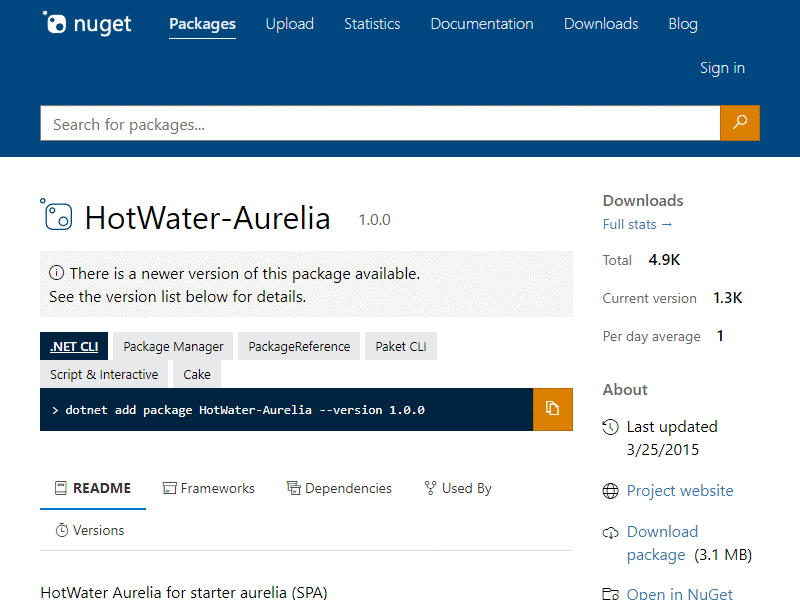 nuget
Packages
Upload
Statistics
Documentation
Downloads
Blog
Sign in
Search for packages...
HotWater-Aurelia 1.0.0
There is a newer version of this package available.
See the version list below for details.
.NET CLI
Package Manager
PackageReference
Paket CLI
Script & Interactive
Cake
> dotnet add package HotWater-Aurelia --version 1.0.0
README
Frameworks
Dependencies
Used By
Versions
HotWater Aurelia for starter aurelia (SPA)
Downloads
Full stats →
Total 4.9K
Current version 1.3K
Per day average 1
About
Last updated
3/25/2015
Project website
Download
package (3.1 MB)
Open in NuGet